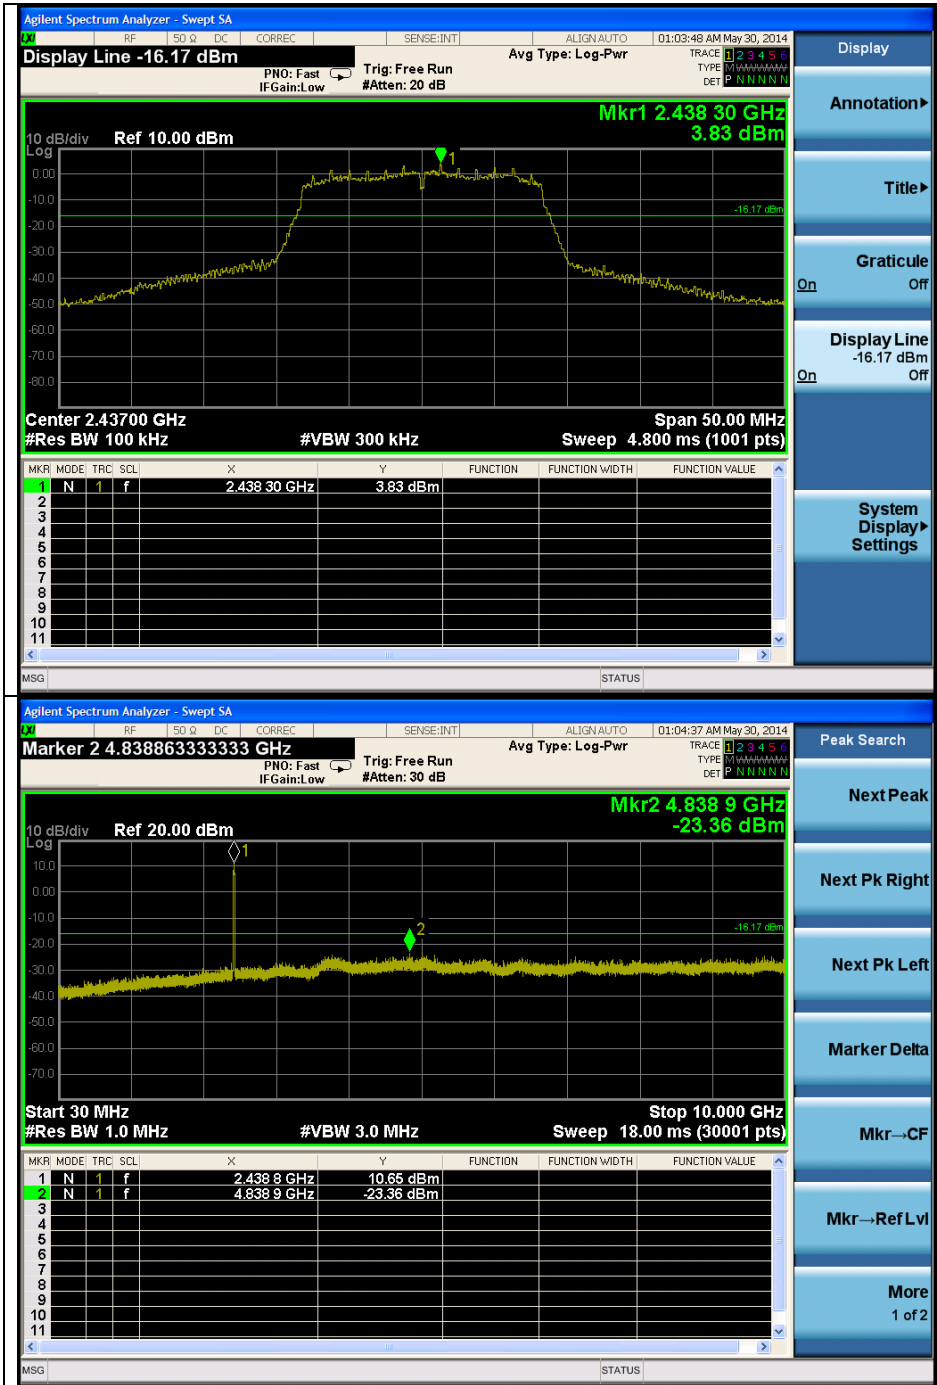 Agilent Spectrum Analyzer - Swept SA
LXI RF 50 Ω DC CORREC SENSE:INT ALIGN AUTO 01:03:48 AM May 30, 2014
Display Line -16.17 dBm
PNO: Fast
IFGain:Low
Trig: Free Run
#Atten: 20 dB
Avg Type: Log-Pwr
TRACE 1 2 3 4 5 6
TYPE M W W W W W
DET P N N N N N
Mkr1 2.438 30 GHz
3.83 dBm
10 dB/div Ref 10.00 dBm
Log
1
0.00
-10.0
-16.17 dBm
-20.0
-30.0
-40.0
-50.0
-60.0
-70.0
-80.0
Center 2.43700 GHz Span 50.00 MHz
#Res BW 100 kHz #VBW 300 kHz Sweep 4.800 ms (1001 pts)
MKR MODE TRC SCL X Y FUNCTION FUNCTION WIDTH FUNCTION VALUE
1 N 1 f 2.438 30 GHz 3.83 dBm
2
3
4
5
6
7
8
9
10
11
MSG STATUS
Display
Annotation
Title
Graticule
On Off
Display Line
-16.17 dBm
On Off
System
Display
Settings
Agilent Spectrum Analyzer - Swept SA
LXI RF 50 Ω DC CORREC SENSE:INT ALIGN AUTO 01:04:37 AM May 30, 2014
Marker 2 4.838863333333 GHz
PNO: Fast
IFGain:Low
Trig: Free Run
#Atten: 30 dB
Avg Type: Log-Pwr
TRACE 1 2 3 4 5 6
TYPE M W W W W W
DET P N N N N N
Mkr2 4.838 9 GHz
-23.36 dBm
10 dB/div Ref 20.00 dBm
Log
1
10.0
0.00
-10.0
2
-16.17 dBm
-20.0
-30.0
-40.0
-50.0
-60.0
-70.0
Start 30 MHz Stop 10.000 GHz
#Res BW 1.0 MHz #VBW 3.0 MHz Sweep 18.00 ms (30001 pts)
MKR MODE TRC SCL X Y FUNCTION FUNCTION WIDTH FUNCTION VALUE
1 N 1 f 2.438 8 GHz 10.65 dBm
2 N 1 f 4.838 9 GHz -23.36 dBm
3
4
5
6
7
8
9
10
11
MSG STATUS
Peak Search
Next Peak
Next Pk Right
Next Pk Left
Marker Delta
Mkr→CF
Mkr→Ref Lvl
More
1 of 2